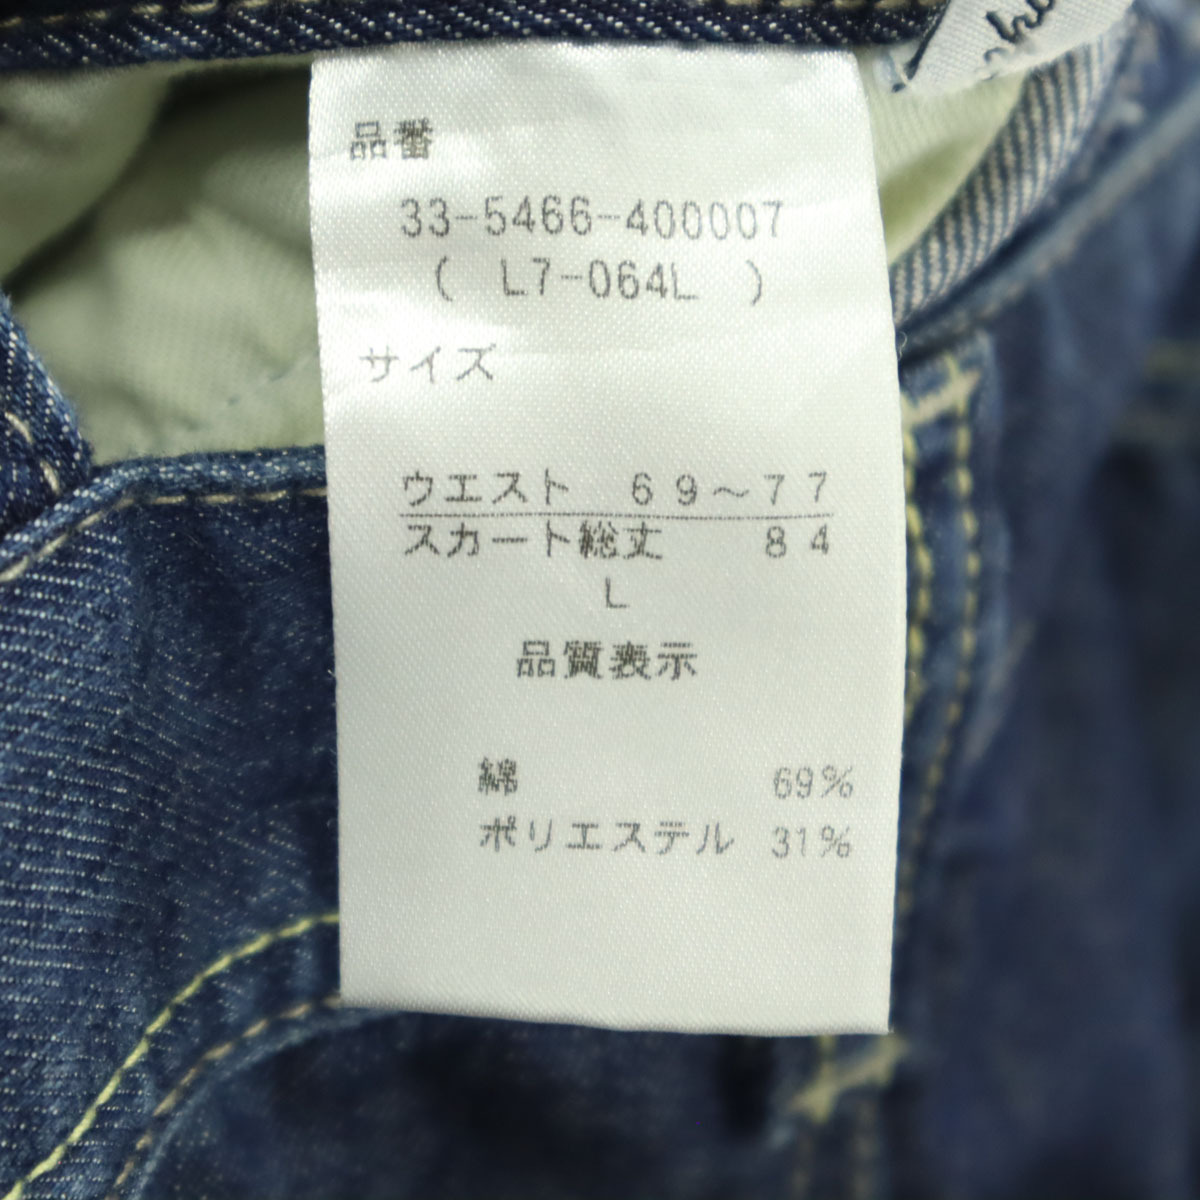 品番
33-5466-400007
( L7-064L )
サイズ
ウエスト 69～77
スカート総丈 84
L
品質表示
綿 69%
ポリエステル 31%